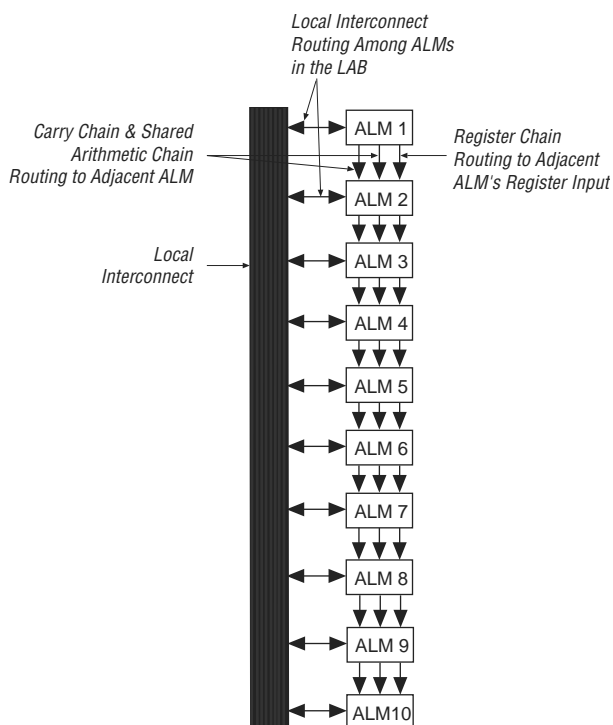 Local Interconnect
Routing Among ALMs
in the LAB
Carry Chain & Shared
Arithmetic Chain
Routing to Adjacent ALM
Register Chain
Routing to Adjacent
ALM's Register Input
Local
Interconnect
ALM 1
ALM 2
ALM 3
ALM 4
ALM 5
ALM 6
ALM 7
ALM 8
ALM 9
ALM10